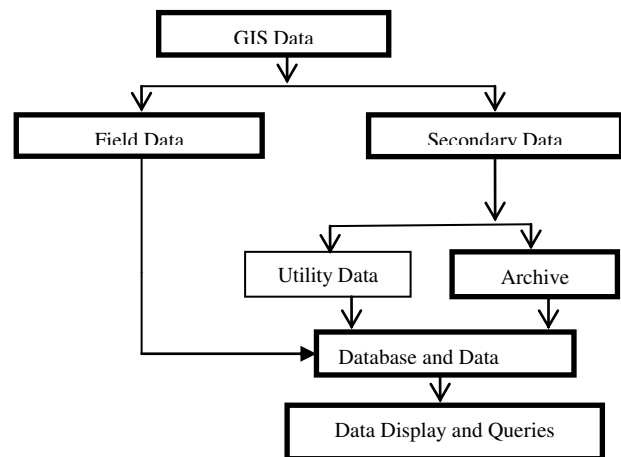 GIS Data
Field Data
Secondary Data
Utility Data
Archive
Database and Data
Data Display and Queries